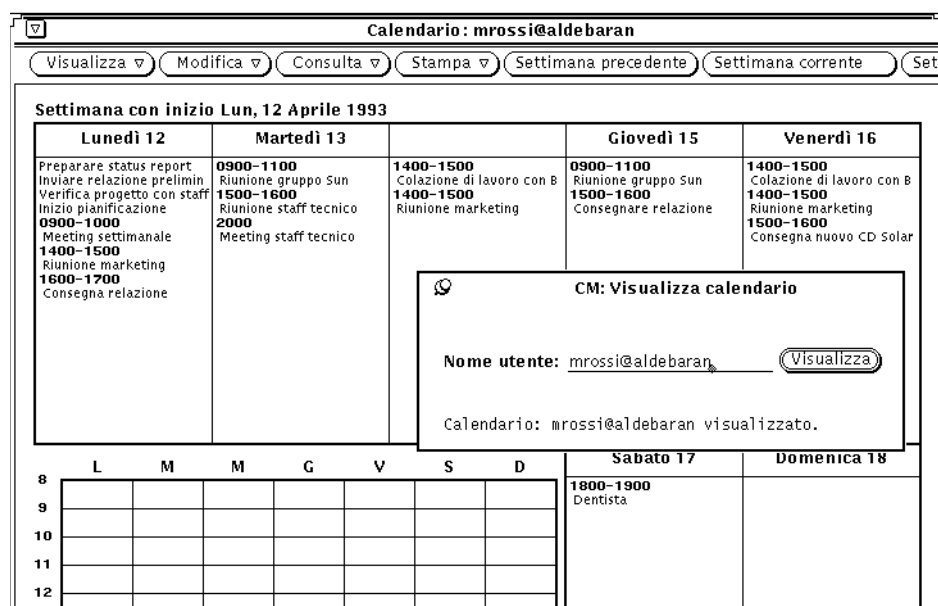 Calendario: mrossi@aldebaran
Visualizza Modifica Consulta Stampa Settimana precedente Settimana corrente Set
Settimana con inizio Lun, 12 Aprile 1993
Lunedì 12
Preparare status report
Inviare relazione prelimin
Verifica progetto con staff
Inizio pianificazione
0900-1000
Meeting settimanale
1400-1500
Riunione marketing
1600-1700
Consegna relazione
Martedì 13
0900-1100
Riunione gruppo Sun
1500-1600
Riunione staff tecnico
2000
Meeting staff tecnico
1400-1500
Colazione di lavoro con B
1400-1500
Riunione marketing
Giovedì 15
0900-1100
Riunione gruppo Sun
1500-1600
Consegnare relazione
Venerdì 16
1400-1500
Colazione di lavoro con B
1400-1500
Riunione marketing
1500-1600
Consegna nuovo CD Solar
CM: Visualizza calendario
Nome utente: mrossi@aldebaran Visualizza
Calendario: mrossi@aldebaran visualizzato.
L M M G V S D
8
9
10
11
12
Sabato 17
1800-1900
Dentista
Domenica 18